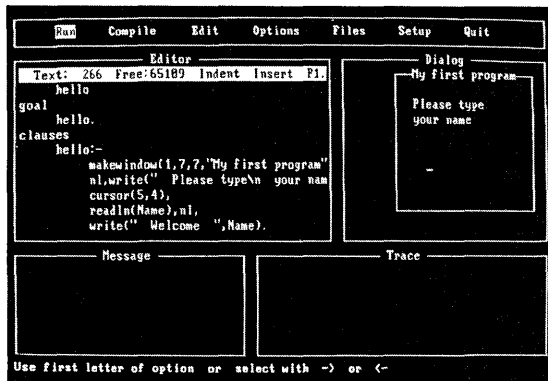 Run Compile Edit Options Files Setup Quit
Editor
Text: 266 Free:65109 Indent Insert P1.
hello
goal
hello.
clauses
hello:-
makewindow(1,7,7,"My first program"
nl,write(" Please type\n your nam
cursor(5,4),
readln(Name),nl,
write(" Welcome ",Name).
Dialog
My first program
Please type
your name
Message
Trace
Use first letter of option or select with -> or <-